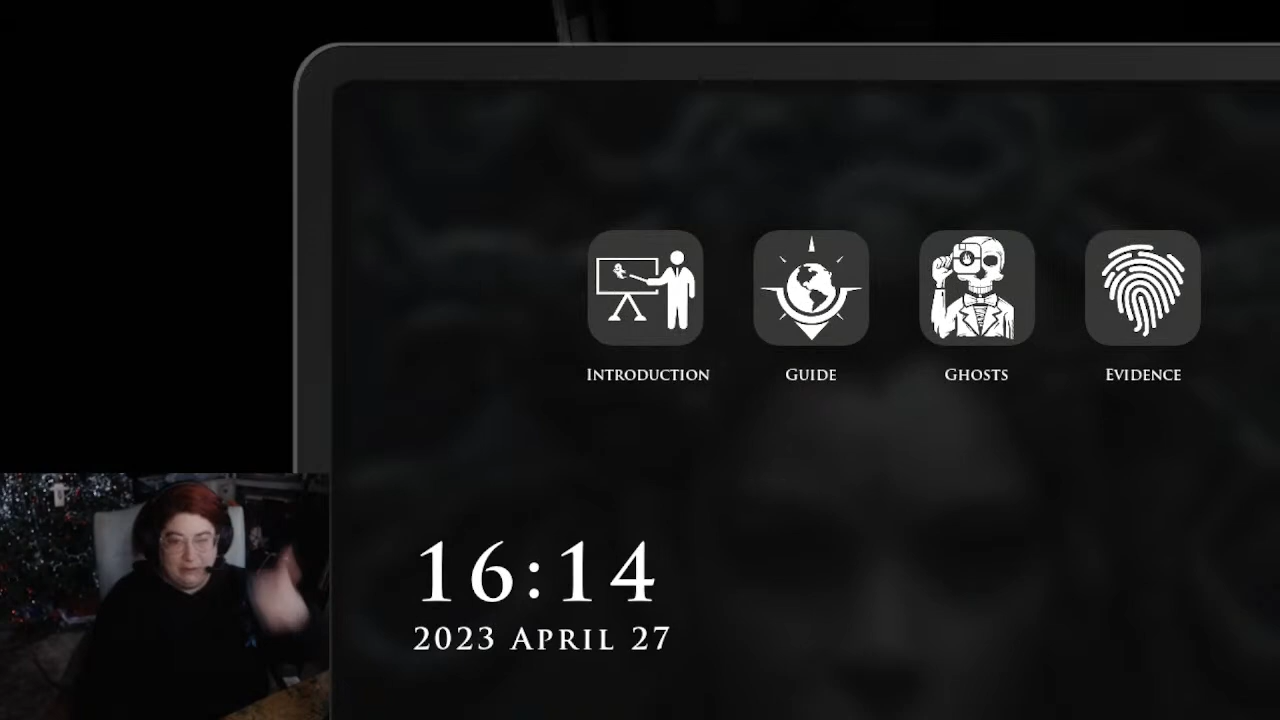 INTRODUCTION
GUIDE
GHOSTS
EVIDENCE
16:14
2023 APRIL 27